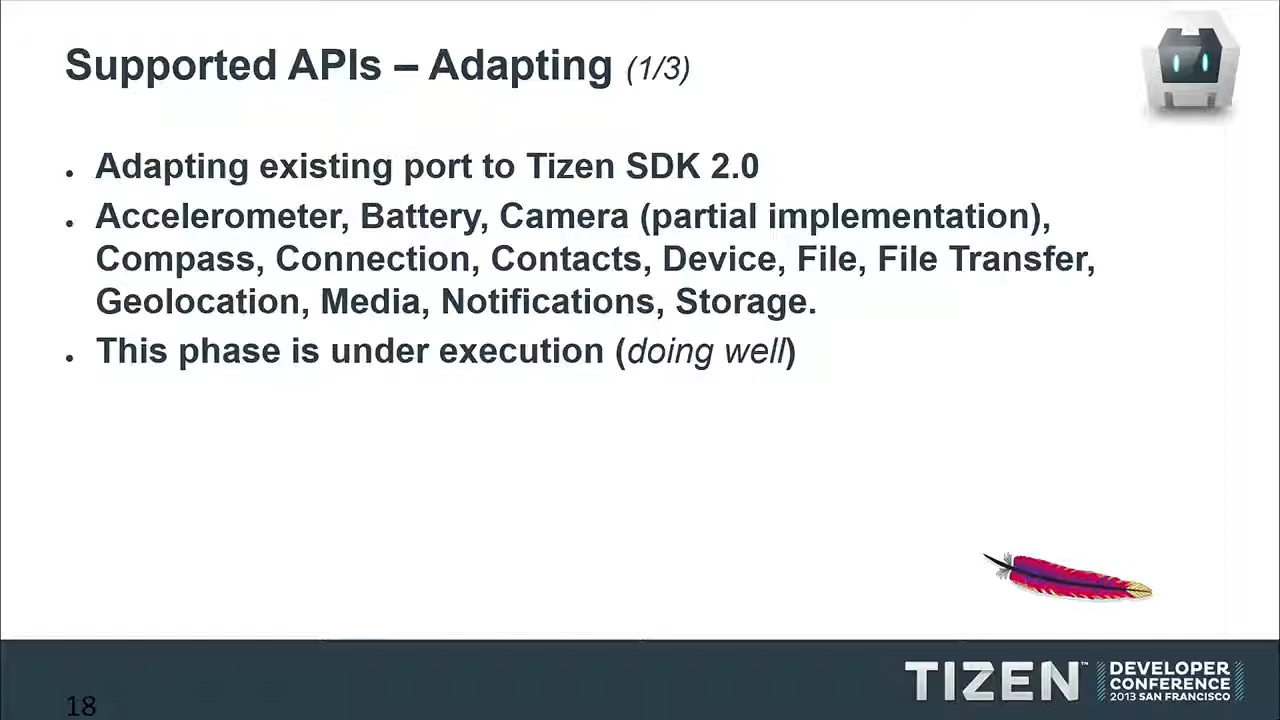 Supported APIs – Adapting (1/3)
• Adapting existing port to Tizen SDK 2.0
• Accelerometer, Battery, Camera (partial implementation),
Compass, Connection, Contacts, Device, File, File Transfer,
Geolocation, Media, Notifications, Storage.
• This phase is under execution (doing well)
TIZEN™
DEVELOPER
CONFERENCE
2013 SAN FRANCISCO
18